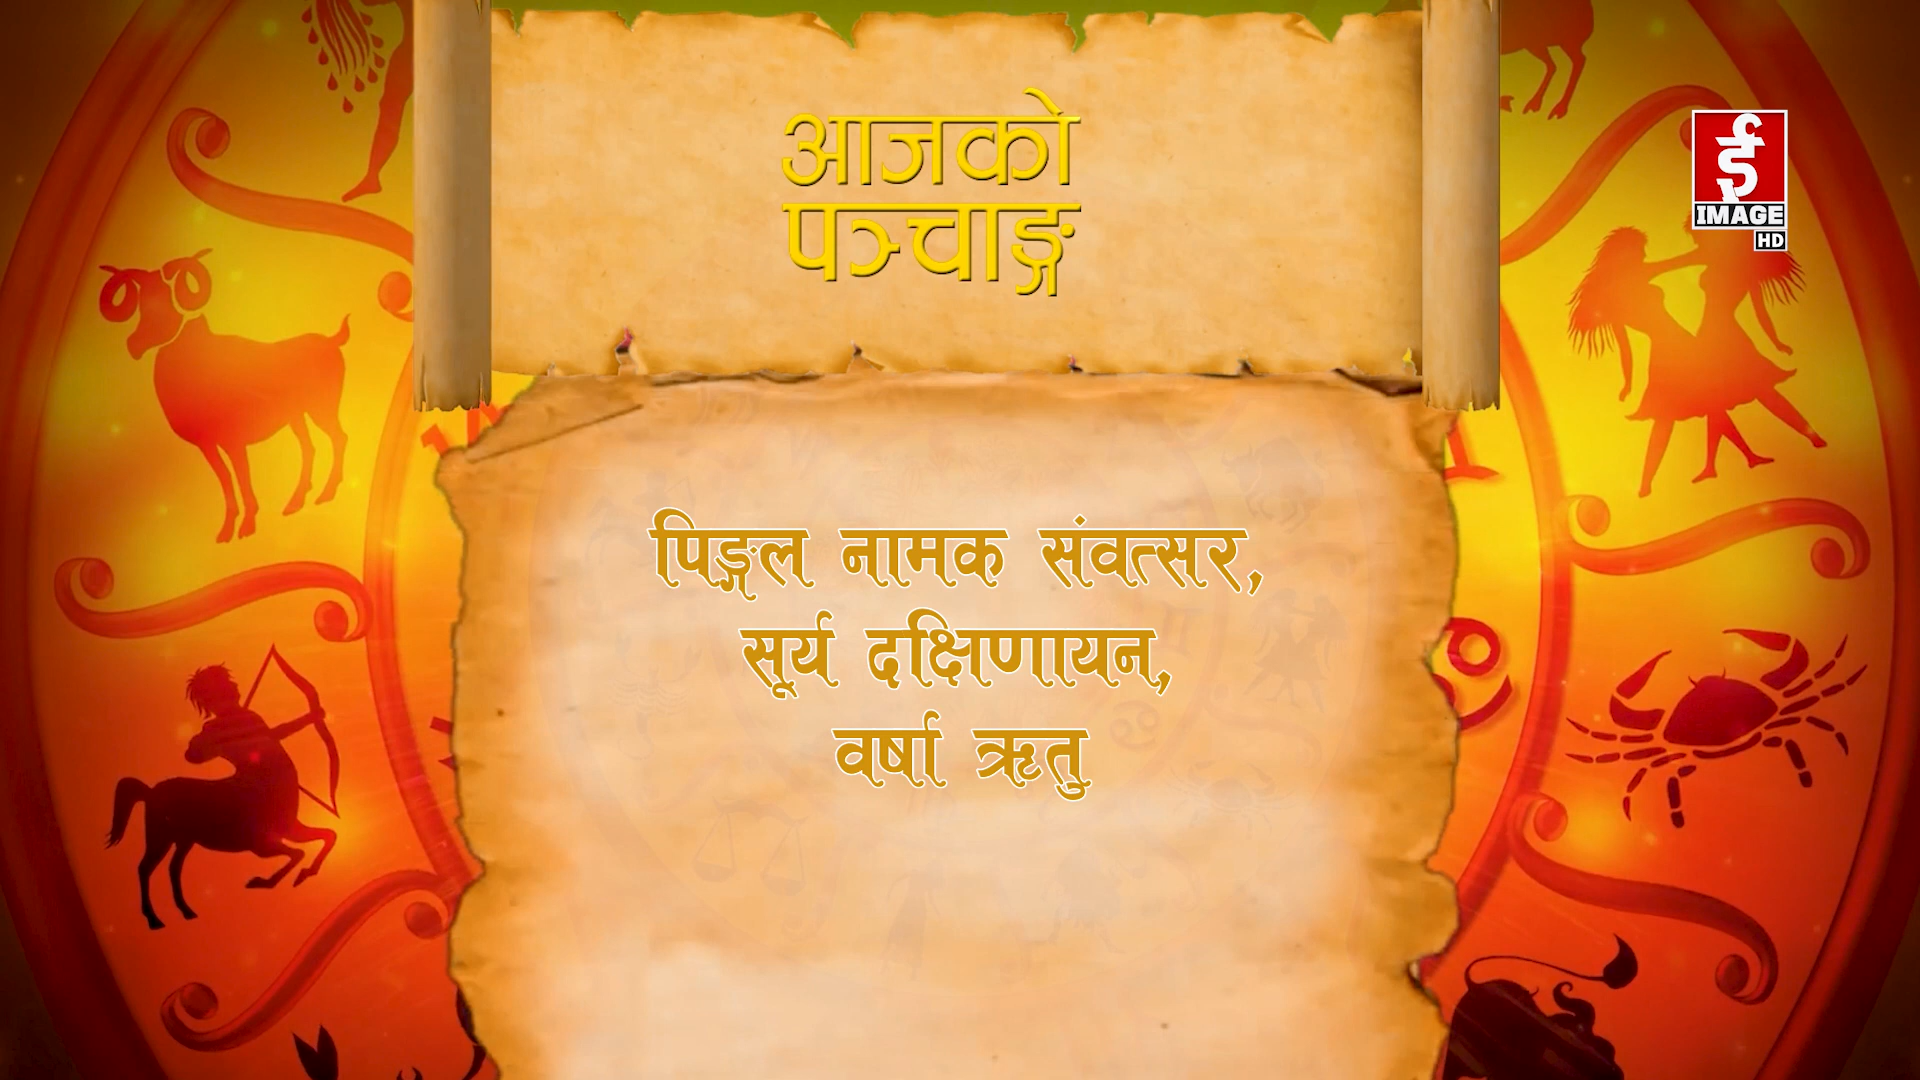 आजको
पञ्चाङ्ग
ई
IMAGE
HD
पिङ्गल नामक संवत्सर,
सूर्य दक्षिणायन,
वर्षा ऋतु